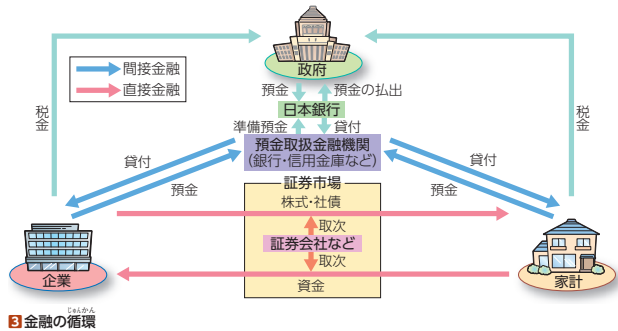 政府
間接金融
直接金融
預金
預金の払出
日本銀行
税金
税金
準備預金
貸付
預金取扱金融機関
(銀行・信用金庫など)
貸付
預金
貸付
預金
証券市場
株式・社債
取次
証券会社など
取次
資金
企業
家計
じゅんかん
3 金融の循環